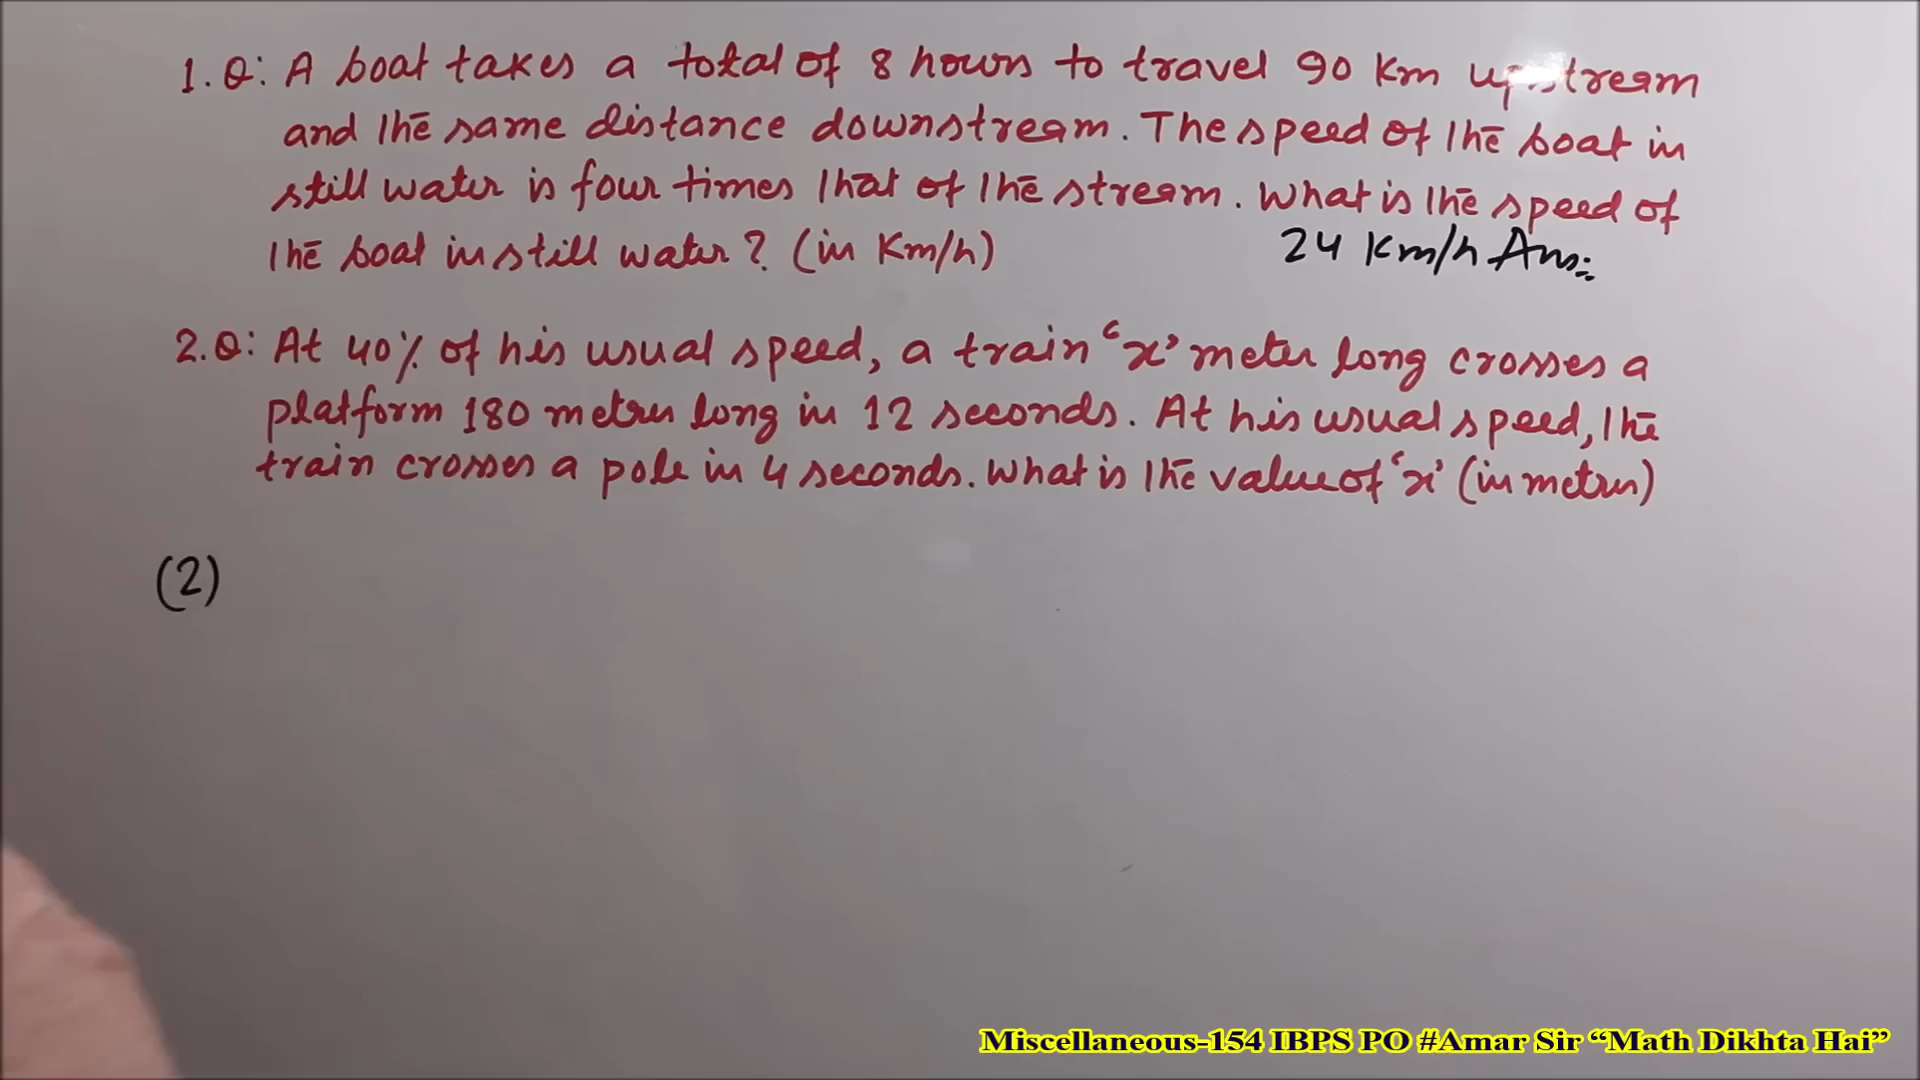 1. Q: A boat takes a total of 8 hours to travel 90 Km upstream
and the same distance downstream. The speed of the boat in
still water is four times that of the stream. What is the speed of
the boat in still water? (in Km/h)
24 Km/h Ans:
2. Q: At 40% of his usual speed, a train ‘x’ meter long crosses a
platform 180 metres long in 12 seconds. At his usual speed, the
train crosses a pole in 4 seconds. What is the value of ‘x’ (in metres)
(2)
Miscellaneous-154 IBPS PO #Amar Sir “Math Dikhta Hai”